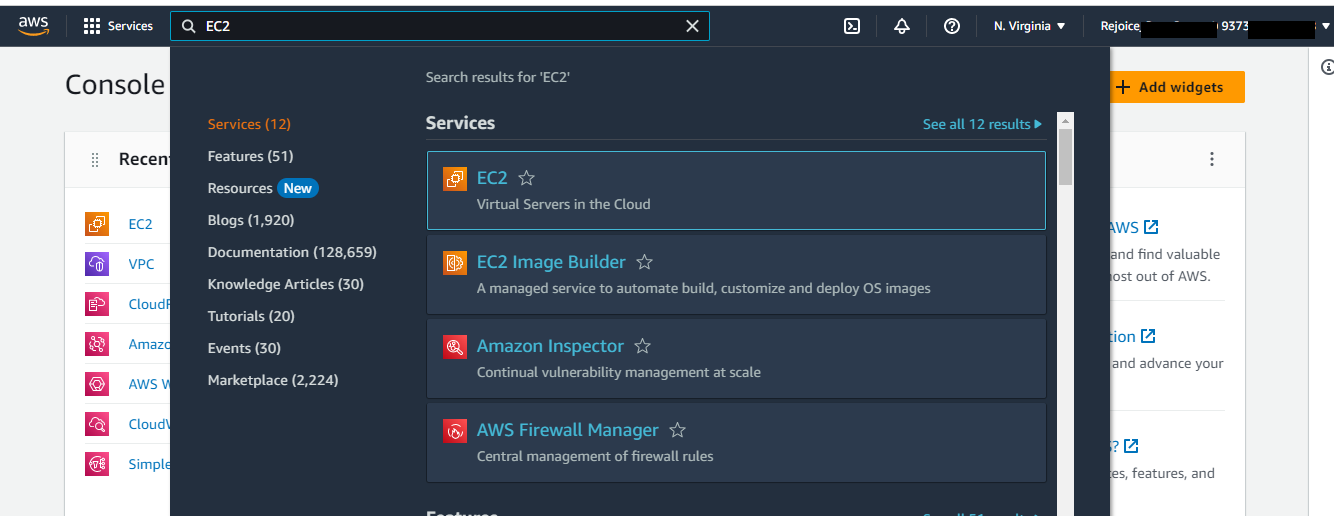 aws
Services
EC2
N. Virginia
Rejoice
9373
Console
Search results for 'EC2'
Add widgets
Services (12)
Features (51)
Resources New
Blogs (1,920)
Documentation (128,659)
Knowledge Articles (30)
Tutorials (20)
Events (30)
Marketplace (2,224)
Services
See all 12 results
EC2
Virtual Servers in the Cloud
EC2 Image Builder
A managed service to automate build, customize and deploy OS images
Amazon Inspector
Continual vulnerability management at scale
AWS Firewall Manager
Central management of firewall rules
Features
Recen
EC2
VPC
CloudF
Amazo
AWS W
CloudW
Simple
AWS
and find valuable
ost out of AWS.
tion
and advance your
S?
es, features, and